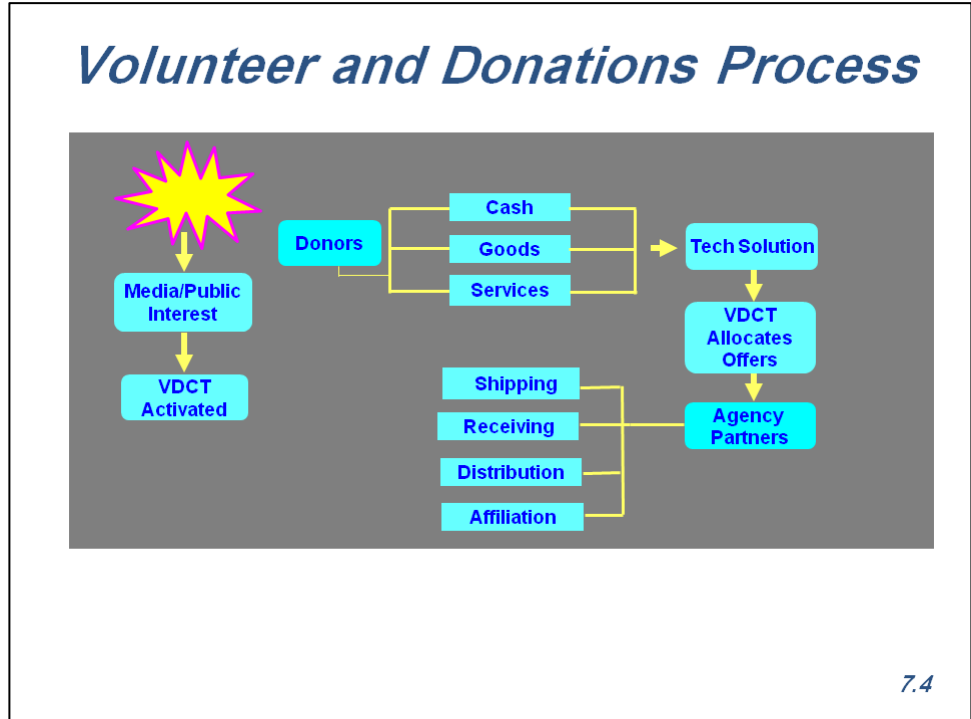 Volunteer and Donations Process
Media/Public
Interest
VDCT
Activated
Donors
Cash
Goods
Services
Tech Solution
VDCT
Allocates
Offers
Agency
Partners
Shipping
Receiving
Distribution
Affiliation
7.4